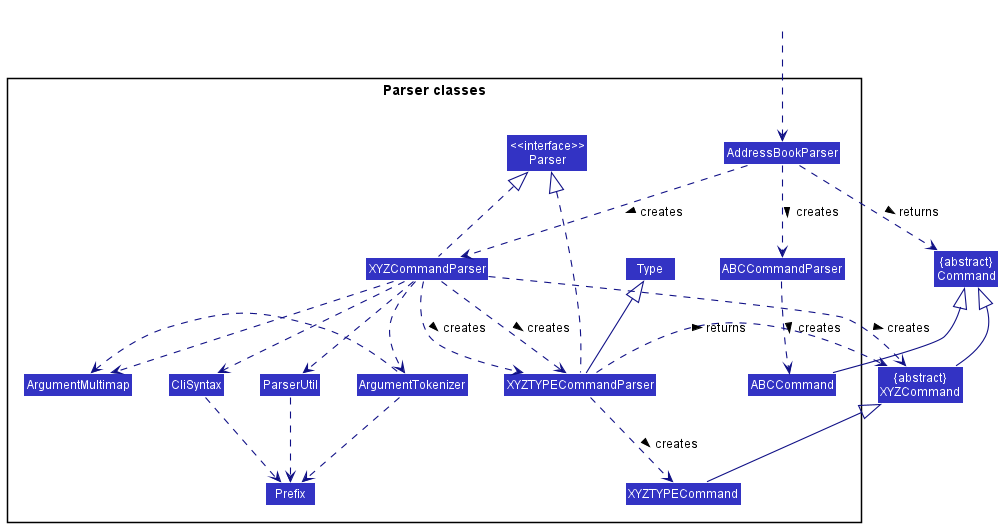 Parser classes
<<interface>>
Parser
AddressBookParser
creates
creates
returns
XYZCommandParser
Type
ABCCommandParser
{abstract}
Command
creates
creates
returns
creates
creates
ArgumentMultimap
CliSyntax
ParserUtil
ArgumentTokenizer
XYZTYPECommandParser
ABCCommand
{abstract}
XYZCommand
creates
Prefix
XYZTYPECommand